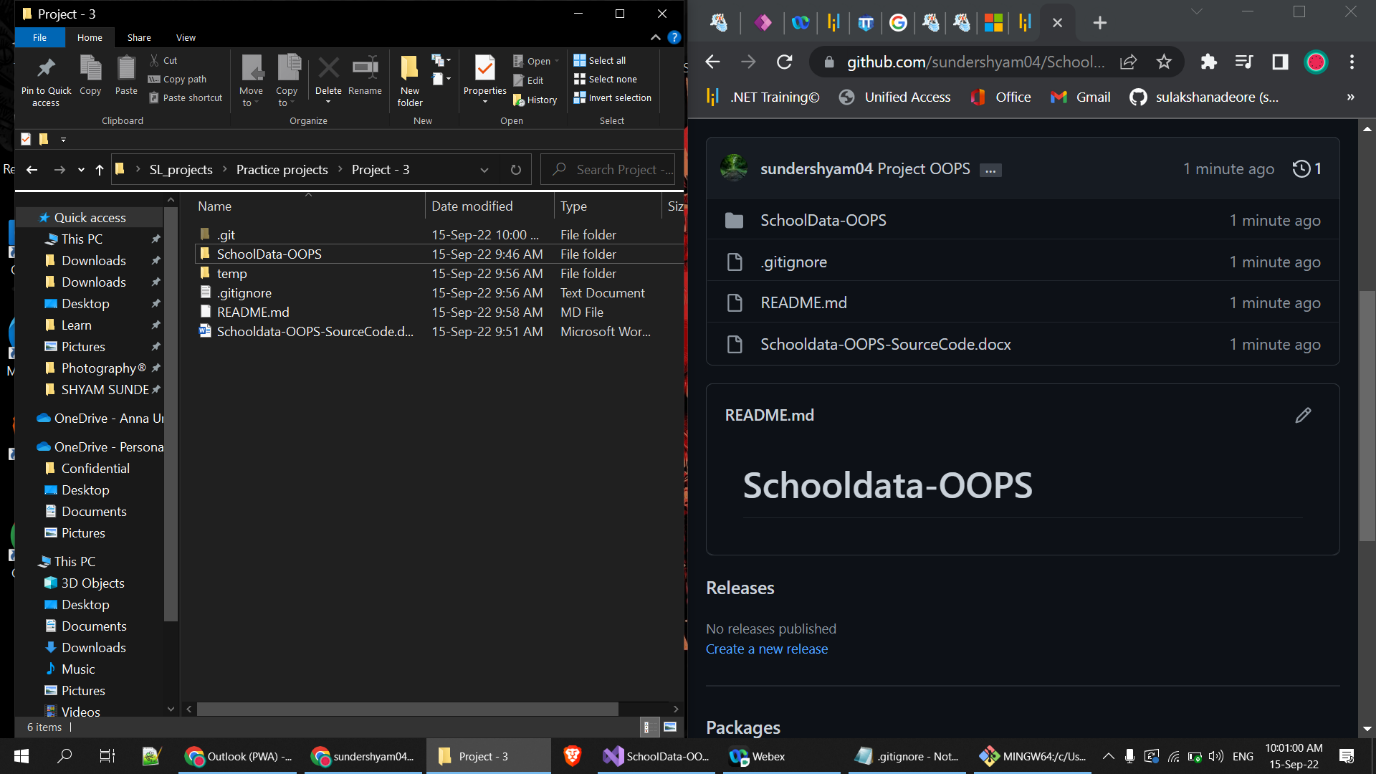 Project - 3
File Home Share View
Pin to Quick access
Copy
Paste
Cut
Copy path
Paste shortcut
Clipboard
Move to
Copy to
Delete
Rename
Organize
New folder
New
Properties
Open
Edit
History
Open
Select all
Select none
Invert selection
Select
SL_projects Practice projects Project - 3
Search Project -...
Name Date modified Type Siz
Quick access
This PC
Downloads
Downloads
Desktop
Learn
Pictures
Photography®
SHYAM SUNDE
OneDrive - Anna Un
OneDrive - Persona
Confidential
Desktop
Documents
Pictures
This PC
3D Objects
Desktop
Documents
Downloads
Music
Pictures
Videos
.git 15-Sep-22 10:00 ... File folder
SchoolData-OOPS 15-Sep-22 9:46 AM File folder
temp 15-Sep-22 9:56 AM File folder
.gitignore 15-Sep-22 9:56 AM Text Document
README.md 15-Sep-22 9:58 AM MD File
Schooldata-OOPS-SourceCode.d... 15-Sep-22 9:51 AM Microsoft Wor...
6 items
github.com/sundershyam04/School...
.NET Training© Unified Access Office Gmail sulakshanadeore (s... »
sundershyam04 Project OOPS ... 1 minute ago 1
SchoolData-OOPS 1 minute ago
.gitignore 1 minute ago
README.md 1 minute ago
Schooldata-OOPS-SourceCode.docx 1 minute ago
README.md
Schooldata-OOPS
Releases
No releases published
Create a new release
Packages
Outlook (PWA) -... sundershyam04... Project - 3 SchoolData-OO... Webex .gitignore - Not... MINGW64:/c/Us... ENG
10:01:00 AM
15-Sep-22